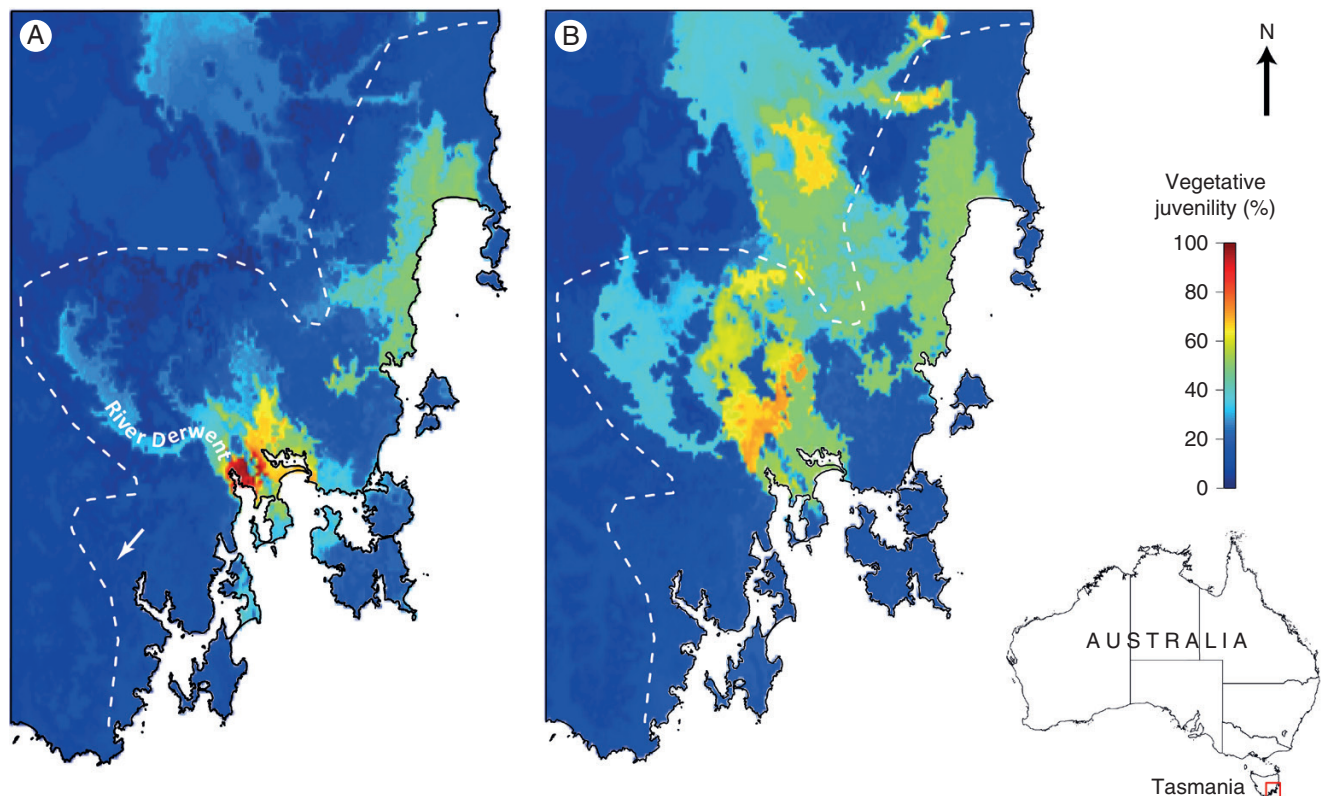 A
B
N
Vegetative
juvenility (%)
100
80
60
40
20
0
River Derwent
AUSTRALIA
Tasmania